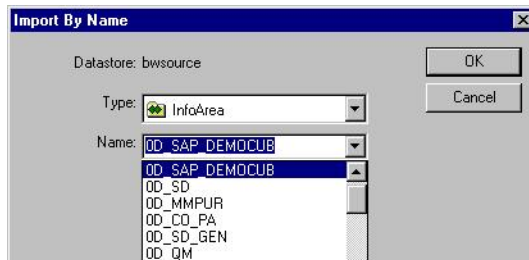 Import By Name
Datastore: bwsource
OK
Type: InfoArea
Cancel
Name: 0D_SAP_DEMOCUB
0D_SAP_DEMOCUB
0D_SD
0D_MMPUR
0D_CO_PA
0D_SD_GEN
0D_QM